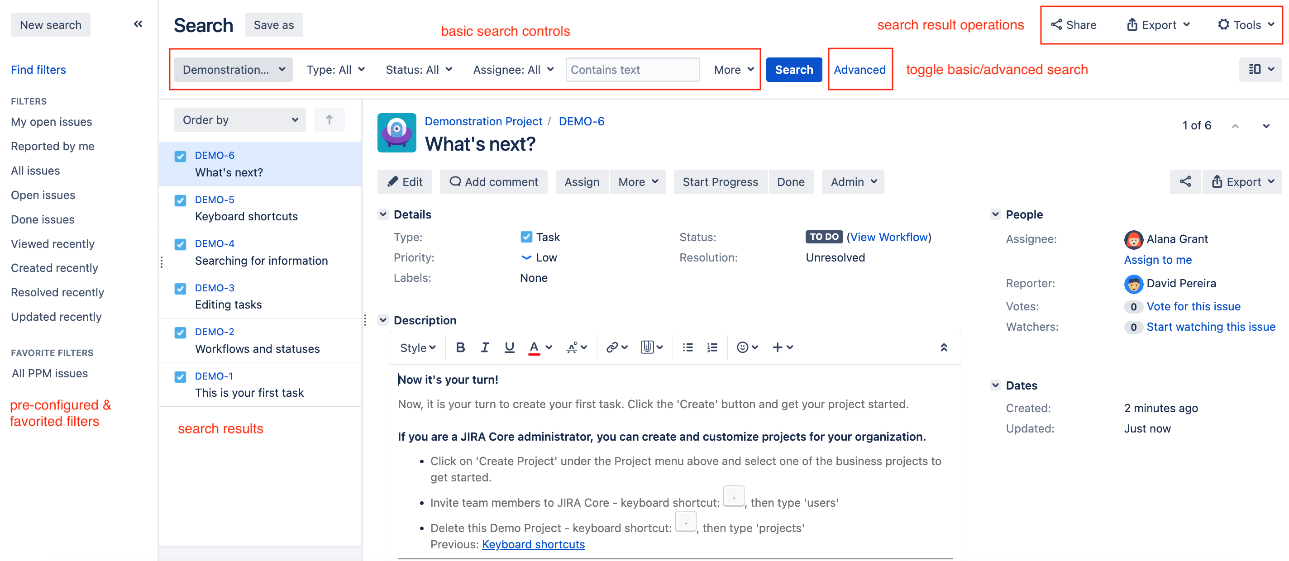 New search
«
Search
Save as
basic search controls
search result operations
Share
Export
Tools
Find filters
Demonstration...
Type: All
Status: All
Assignee: All
Contains text
More
Search
Advanced
toggle basic/advanced search
FILTERS
My open issues
Reported by me
All issues
Open issues
Done issues
Viewed recently
Created recently
Resolved recently
Updated recently
FAVORITE FILTERS
All PPM issues
pre-configured &
favorited filters
Order by
DEMO-6
What's next?
DEMO-5
Keyboard shortcuts
DEMO-4
Searching for information
DEMO-3
Editing tasks
DEMO-2
Workflows and statuses
DEMO-1
This is your first task
search results
Demonstration Project / DEMO-6
What's next?
1 of 6
Edit
Add comment
Assign
More
Start Progress
Done
Admin
Export
Details
Type: Task
Status: TO DO (View Workflow)
Priority: Low
Resolution: Unresolved
Labels: None
Description
Style B I U A
Now it's your turn!
Now, it is your turn to create your first task. Click the 'Create' button and get your project started.
If you are a JIRA Core administrator, you can create and customize projects for your organization.
• Click on 'Create Project' under the Project menu above and select one of the business projects to
get started.
• Invite team members to JIRA Core - keyboard shortcut: . , then type 'users'
• Delete this Demo Project - keyboard shortcut: . , then type 'projects'
Previous: Keyboard shortcuts
People
Assignee: Alana Grant
Assign to me
Reporter: David Pereira
Votes: 0 Vote for this issue
Watchers: 0 Start watching this issue
Dates
Created: 2 minutes ago
Updated: Just now